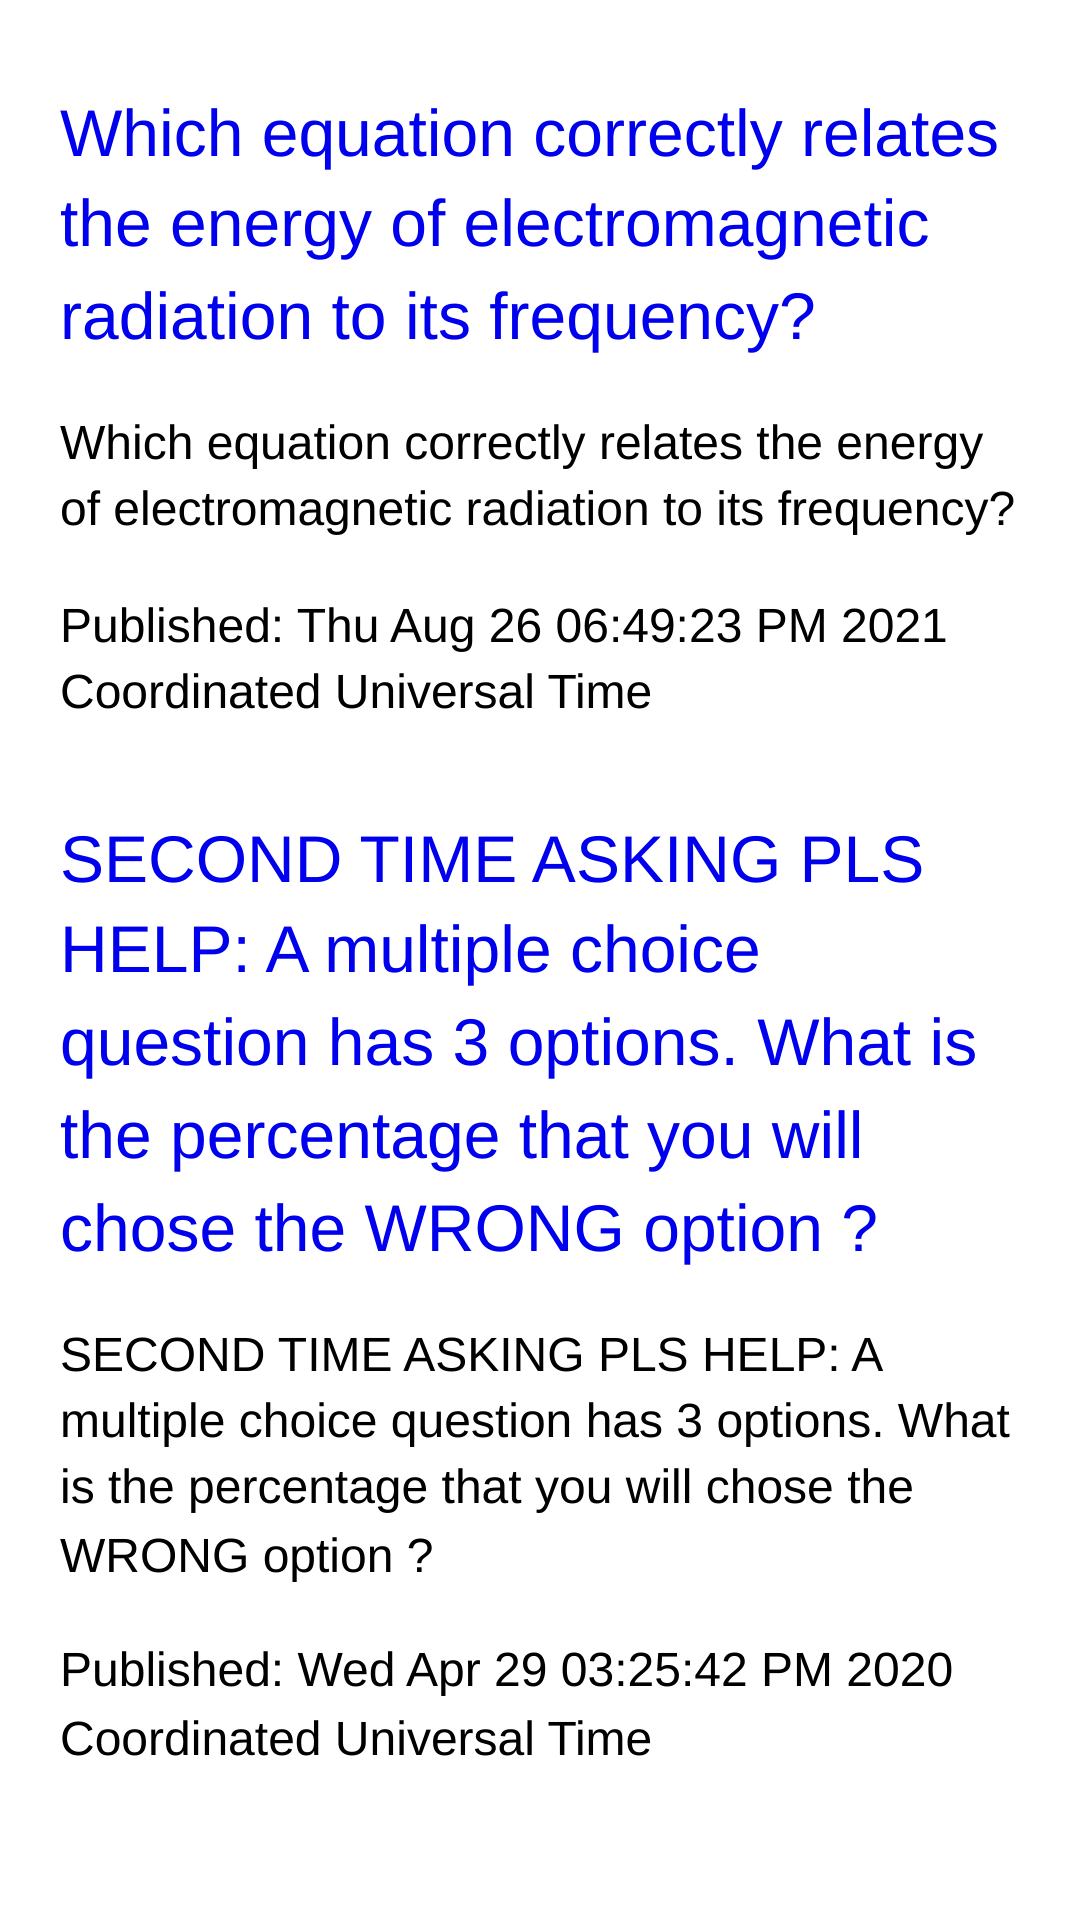 Which equation correctly relates
the energy of electromagnetic
radiation to its frequency?
Which equation correctly relates the energy
of electromagnetic radiation to its frequency?
Published: Thu Aug 26 06:49:23 PM 2021
Coordinated Universal Time
SECOND TIME ASKING PLS
HELP: A multiple choice
question has 3 options. What is
the percentage that you will
chose the WRONG option ?
SECOND TIME ASKING PLS HELP: A
multiple choice question has 3 options. What
is the percentage that you will chose the
WRONG option ?
Published: Wed Apr 29 03:25:42 PM 2020
Coordinated Universal Time